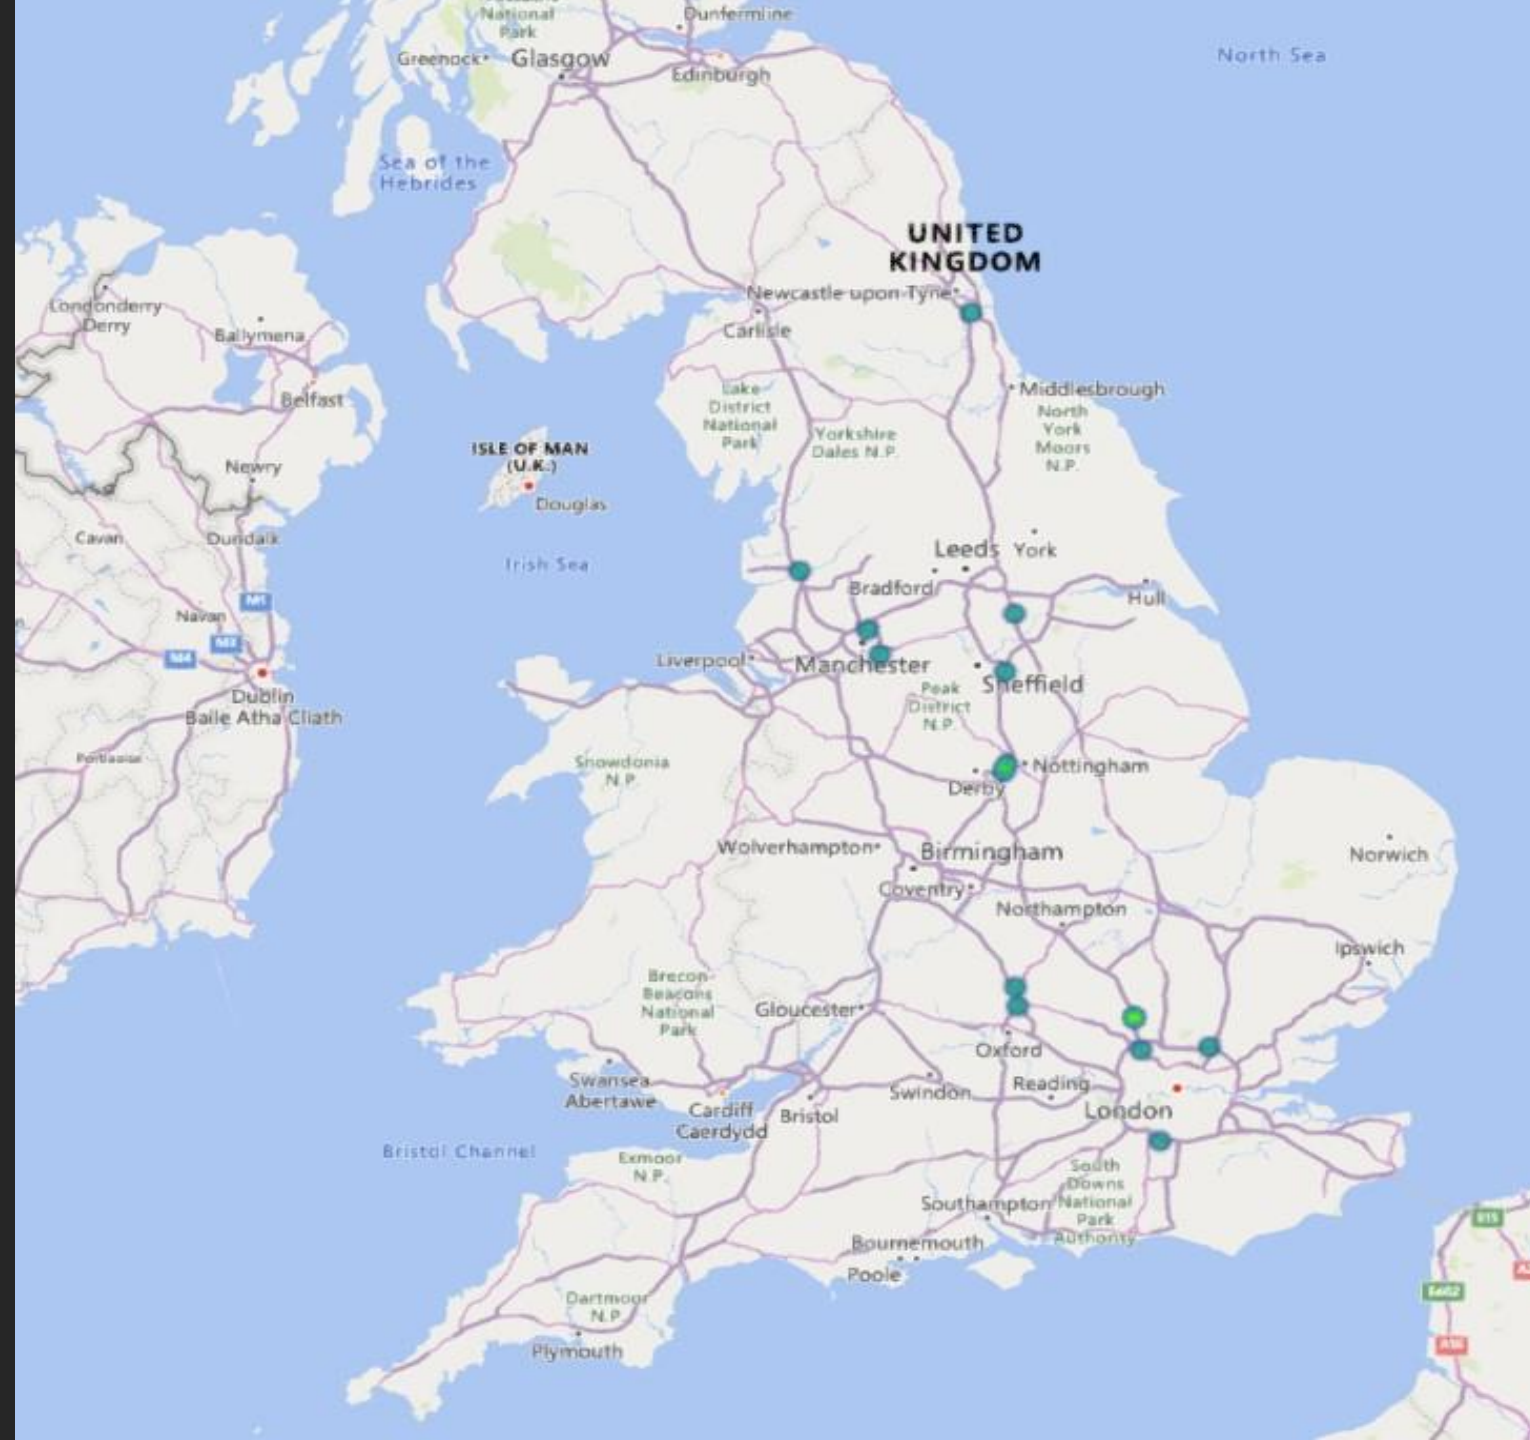 National
Park
Dunfermline
Greenock
Glasgow
Edinburgh
North Sea
Sea of the
Hebrides
UNITED
KINGDOM
Londonderry
Derry
Newcastle upon Tyne
Ballymena
Carlisle
Belfast
Lake
District
National
Park
Middlesbrough
North
York
Moors
N.P.
Yorkshire
Dales N.P.
ISLE OF MAN
(U.K.)
Newry
Douglas
Cavan
Dundalk
Irish Sea
Leeds
York
Bradford
Hull
M1
Navan
M3
M4
Liverpool
Manchester
Sheffield
Dublin
Baile Atha Cliath
Peak
District
N.P.
Portlaoise
Snowdonia
N.P.
Nottingham
Derby
Wolverhampton
Birmingham
Norwich
Coventry
Northampton
Ipswich
Brecon
Beacons
National
Park
Gloucester
Oxford
Swansea
Abertawe
Swindon
Reading
London
Cardiff
Caerdydd
Bristol
Bristol Channel
Exmoor
N.P.
South
Downs
National
Park
Authority
Southampton
Bournemouth
Poole
E15
E402
Dartmoor
N.P.
Plymouth
A16